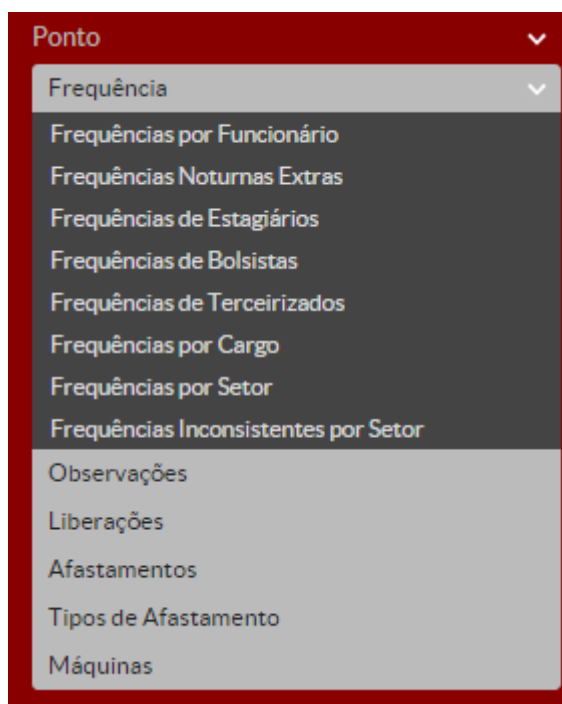 Ponto
Frequência
Frequências por Funcionário
Frequências Noturnas Extras
Frequências de Estagiários
Frequências de Bolsistas
Frequências de Terceirizados
Frequências por Cargo
Frequências por Setor
Frequências Inconsistentes por Setor
Observações
Liberações
Afastamentos
Tipos de Afastamento
Máquinas